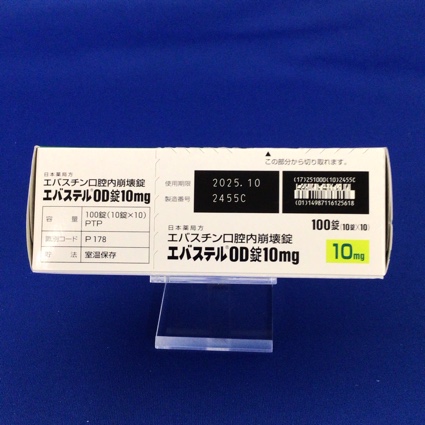 日本薬局方
エバスチン口腔内崩壊錠
エバステル®OD錠10mg
容 量 100錠(10錠×10)
PTP
識別コード P 178
貯 法 室温保存
▲
この部分から切り取れます。
使用期限 2025.10
製造番号 2455C
(17)251000(10)2455C
(01)14987116125618
日本薬局方
エバスチン口腔内崩壊錠
100錠(10錠×10)
エバステル®OD錠10mg
10mg